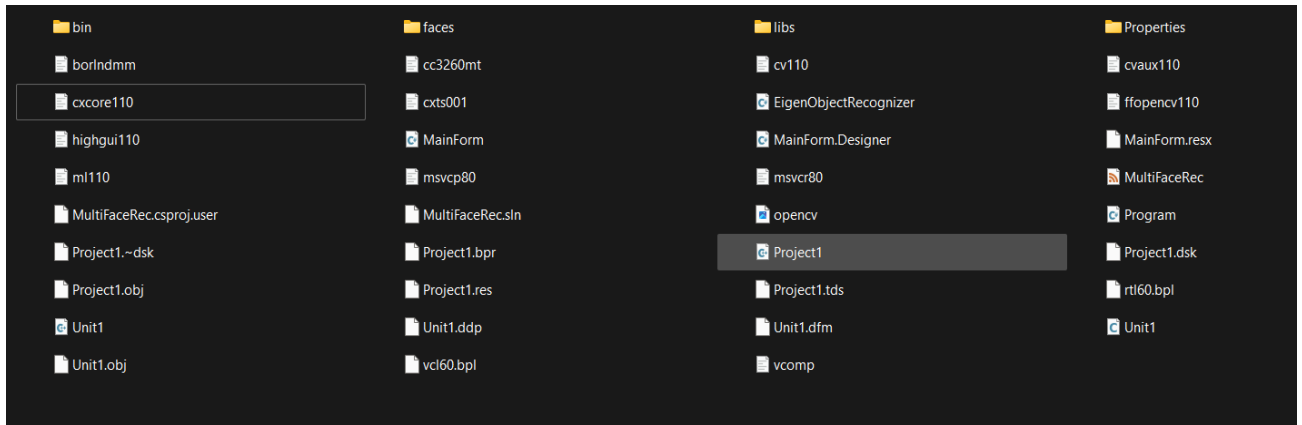 bin faces libs Properties
borlndmm cc3260mt cv110 cvaux110
cxcore110 cxts001 EigenObjectRecognizer ffopencv110
highgui110 MainForm MainForm.Designer MainForm.resx
ml110 msvcp80 msvcr80 MultiFaceRec
MultiFaceRec.csproj.user MultiFaceRec.sln opencv Program
Project1.~dsk Project1.bpr Project1 Project1.dsk
Project1.obj Project1.res Project1.tds rtl60.bpl
Unit1 Unit1.ddp Unit1.dfm Unit1
Unit1.obj vcl60.bpl vcomp